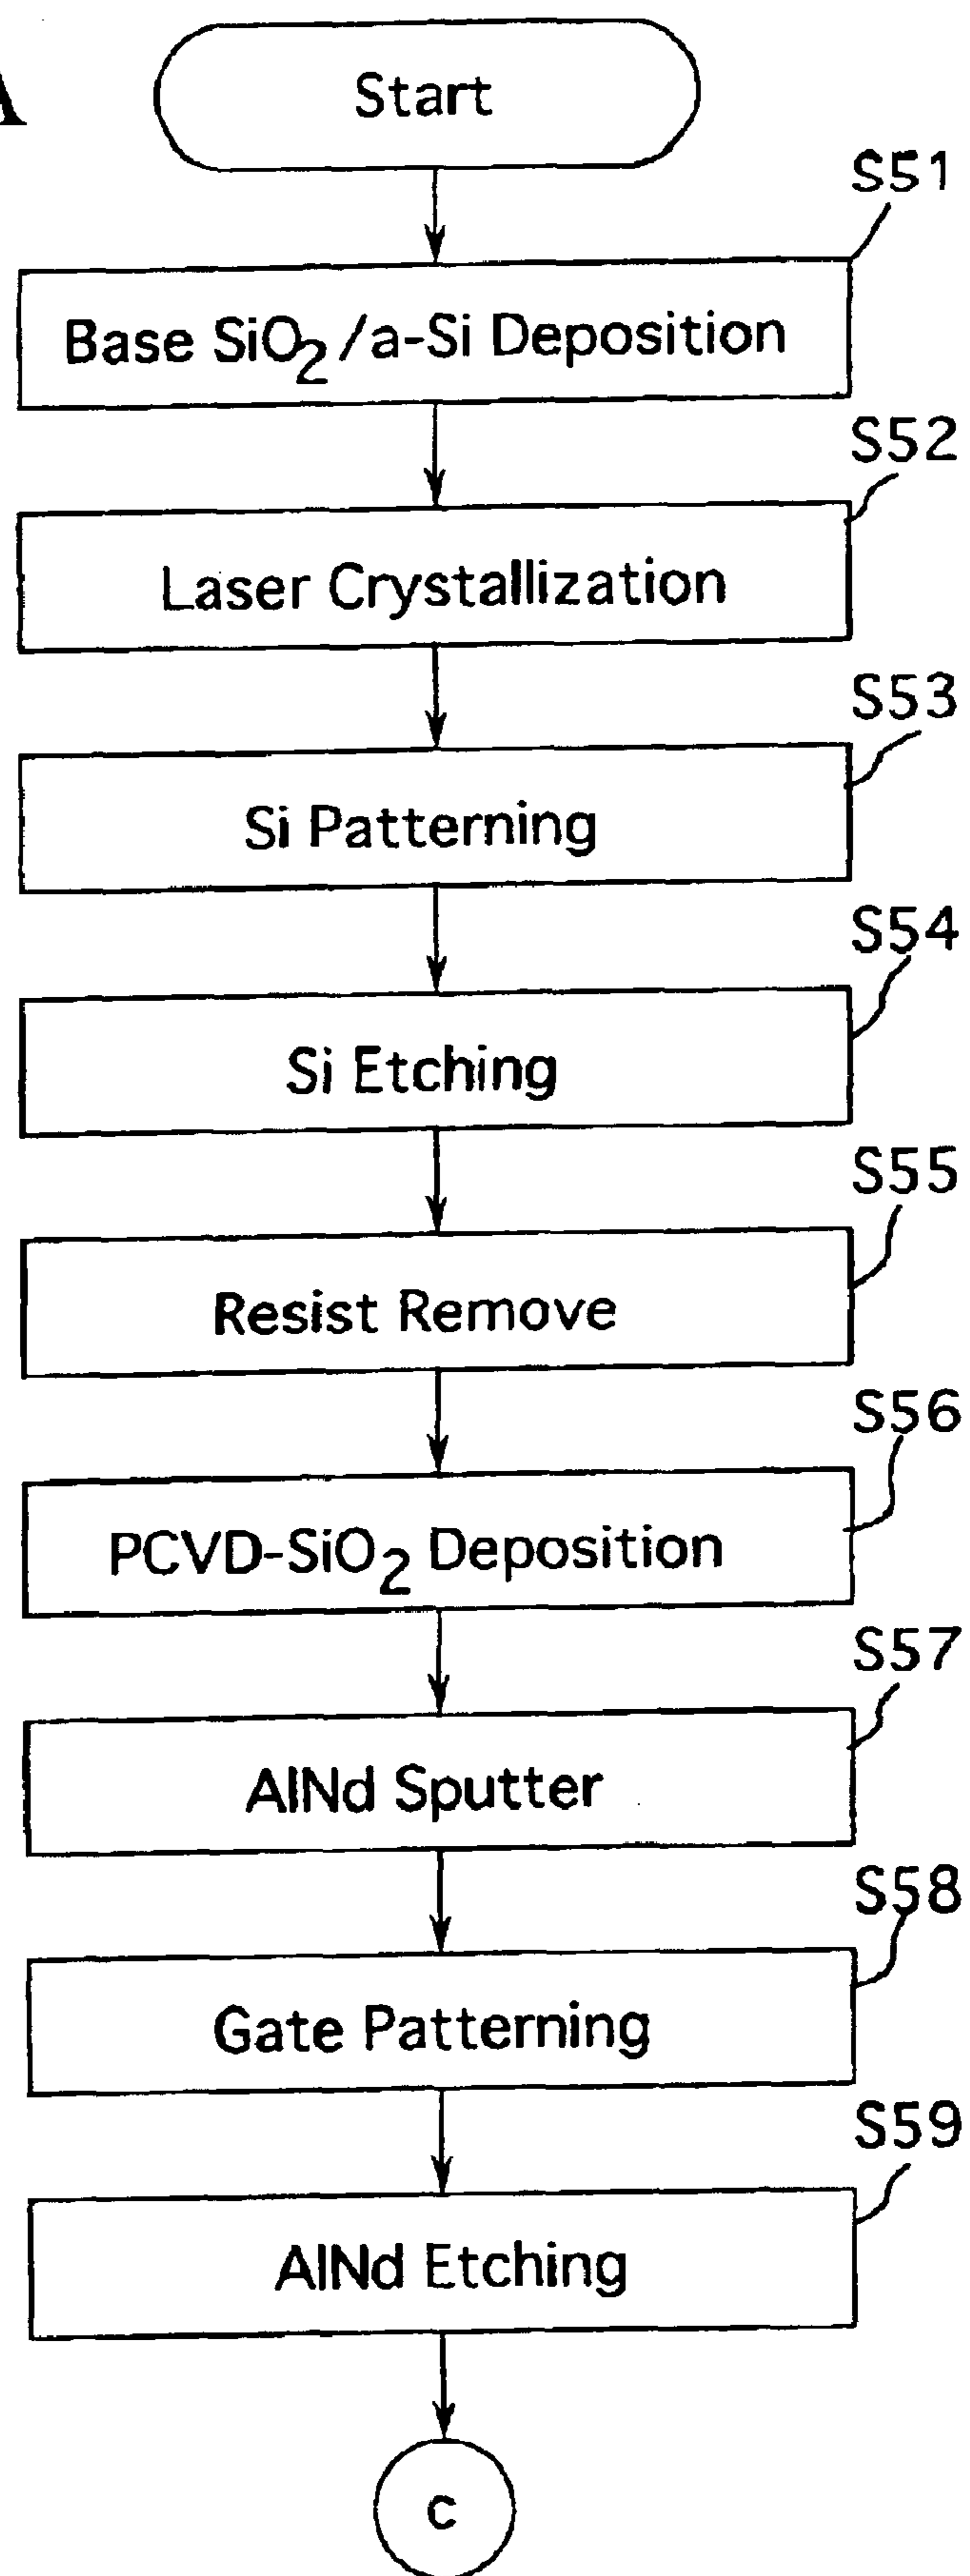 A
Start
S51
Base SiO2/a-Si Deposition
S52
Laser Crystallization
S53
Si Patterning
S54
Si Etching
S55
Resist Remove
S56
PCVD-SiO2 Deposition
S57
AlNd Sputter
S58
Gate Patterning
S59
AlNd Etching
c